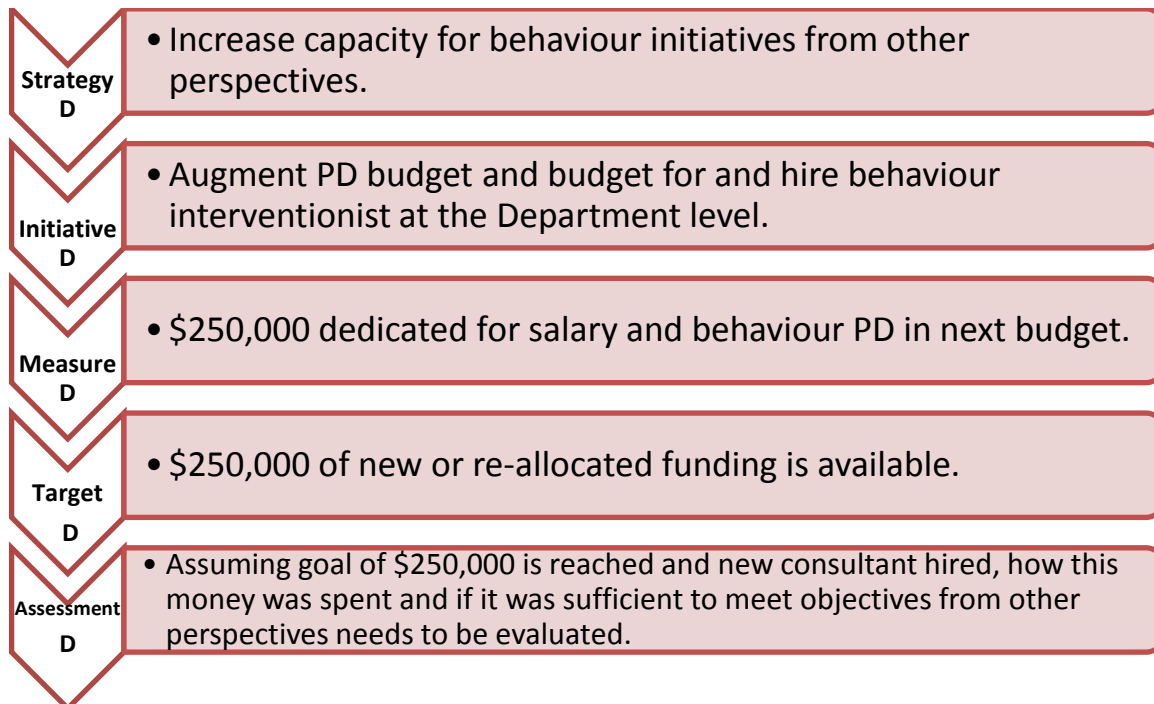 Strategy
D
• Increase capacity for behaviour initiatives from other
perspectives.
Initiative
D
• Augment PD budget and budget for and hire behaviour
interventionist at the Department level.
Measure
D
• $250,000 dedicated for salary and behaviour PD in next budget.
Target
D
• $250,000 of new or re-allocated funding is available.
Assessment
D
• Assuming goal of $250,000 is reached and new consultant hired, how this
money was spent and if it was sufficient to meet objectives from other
perspectives needs to be evaluated.